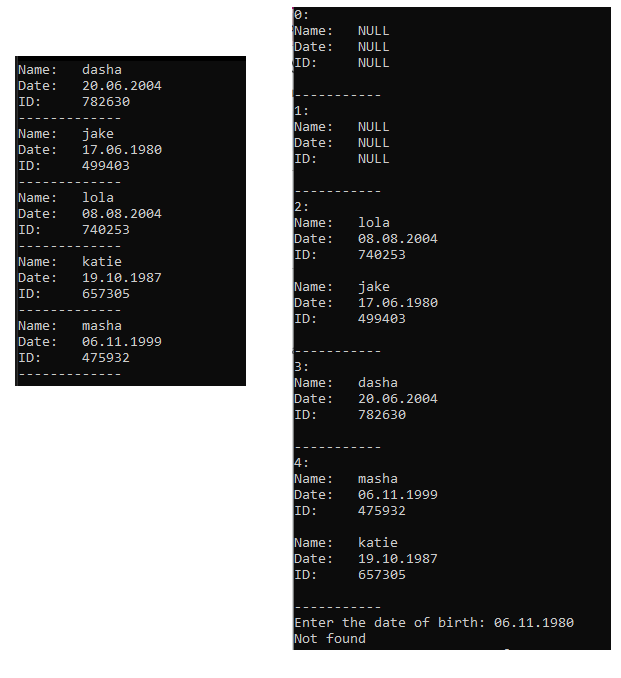 Name: dasha
Date: 20.06.2004
ID: 782630
-------------
Name: jake
Date: 17.06.1980
ID: 499403
-------------
Name: lola
Date: 08.08.2004
ID: 740253
-------------
Name: katie
Date: 19.10.1987
ID: 657305
-------------
Name: masha
Date: 06.11.1999
ID: 475932
-------------
0:
Name: NULL
Date: NULL
ID: NULL
-----------
1:
Name: NULL
Date: NULL
ID: NULL
-----------
2:
Name: lola
Date: 08.08.2004
ID: 740253
Name: jake
Date: 17.06.1980
ID: 499403
-----------
3:
Name: dasha
Date: 20.06.2004
ID: 782630
-----------
4:
Name: masha
Date: 06.11.1999
ID: 475932
Name: katie
Date: 19.10.1987
ID: 657305
-----------
Enter the date of birth: 06.11.1980
Not found